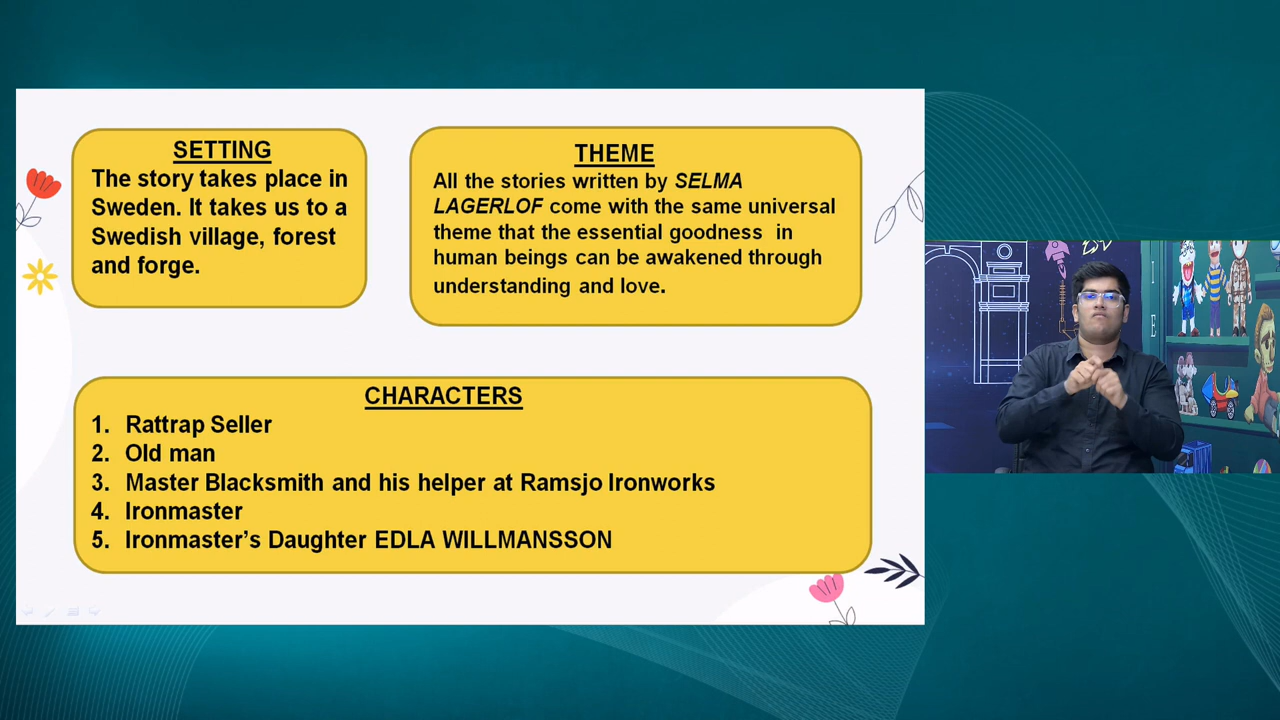 SETTING
The story takes place in
Sweden. It takes us to a
Swedish village, forest
and forge.
THEME
All the stories written by SELMA
LAGERLOF come with the same universal
theme that the essential goodness in
human beings can be awakened through
understanding and love.
CHARACTERS
1. Rattrap Seller
2. Old man
3. Master Blacksmith and his helper at Ramsjo Ironworks
4. Ironmaster
5. Ironmaster’s Daughter EDLA WILLMANSSON